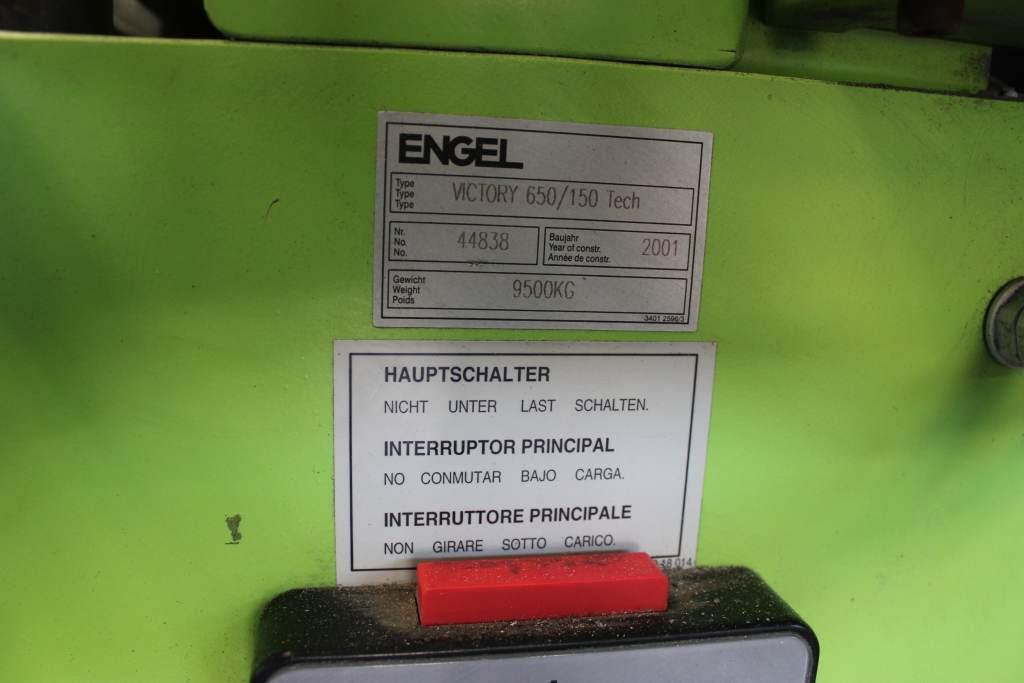 ENGEL
Type
Type
Type
VICTORY 650/150 Tech
Nr.
No.
No.
44838
Baujahr
Year of constr.
Année de constr.
2001
Gewicht
Weight
Poids
9500KG
3401 2596/3
HAUPTSCHALTER
NICHT UNTER LAST SCHALTEN.
INTERRUPTOR PRINCIPAL
NO CONMUTAR BAJO CARGA.
INTERRUTTORE PRINCIPALE
NON GIRARE SOTTO CARICO.
014